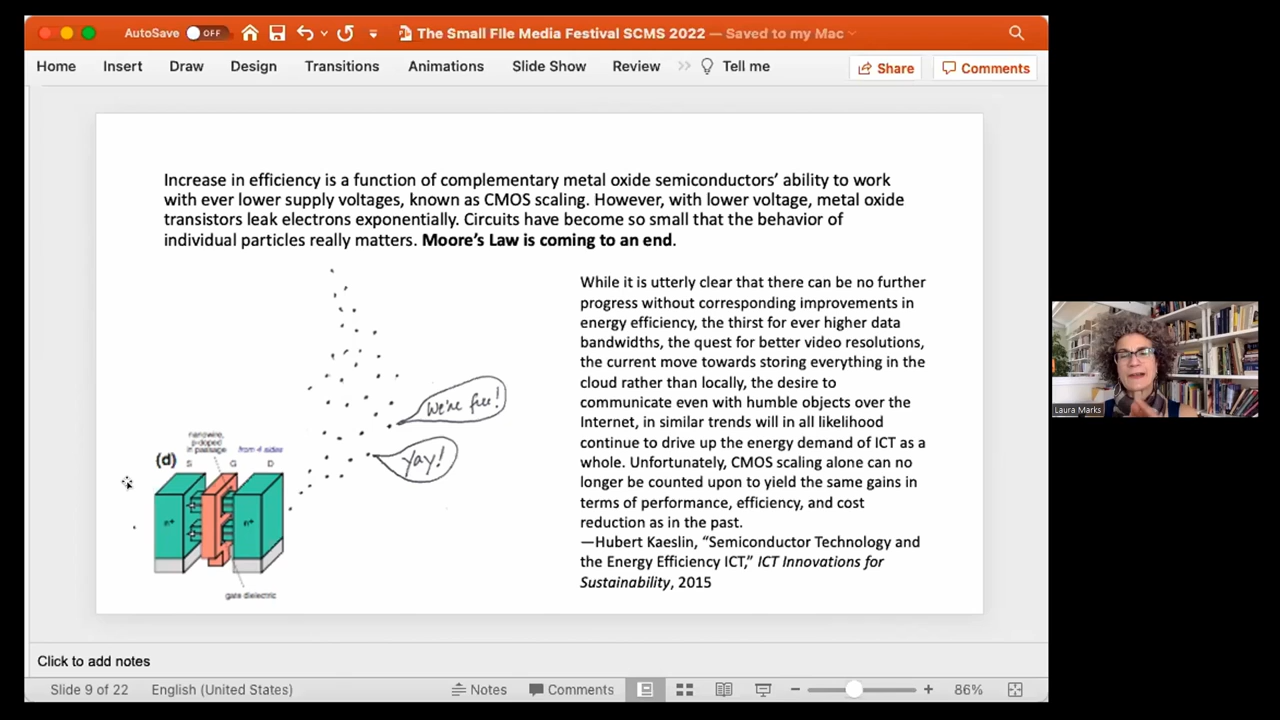 AutoSave OFF The Small FIle Media Festival SCMS 2022 — Saved to my Mac
Home Insert Draw Design Transitions Animations Slide Show Review Tell me Share Comments
Increase in efficiency is a function of complementary metal oxide semiconductors’ ability to work
with ever lower supply voltages, known as CMOS scaling. However, with lower voltage, metal oxide
transistors leak electrons exponentially. Circuits have become so small that the behavior of
individual particles really matters. Moore’s Law is coming to an end.
We're free!
yay!
nanowire,
p-doped
in passage
from 4 sides
(d) S G D
n+ n+
gate dielectric
While it is utterly clear that there can be no further
progress without corresponding improvements in
energy efficiency, the thirst for ever higher data
bandwidths, the quest for better video resolutions,
the current move towards storing everything in the
cloud rather than locally, the desire to
communicate even with humble objects over the
Internet, in similar trends will in all likelihood
continue to drive up the energy demand of ICT as a
whole. Unfortunately, CMOS scaling alone can no
longer be counted upon to yield the same gains in
terms of performance, efficiency, and cost
reduction as in the past.
—Hubert Kaeslin, “Semiconductor Technology and
the Energy Efficiency ICT,” ICT Innovations for
Sustainability, 2015
Laura Marks
Click to add notes
Slide 9 of 22 English (United States) Notes Comments 86%